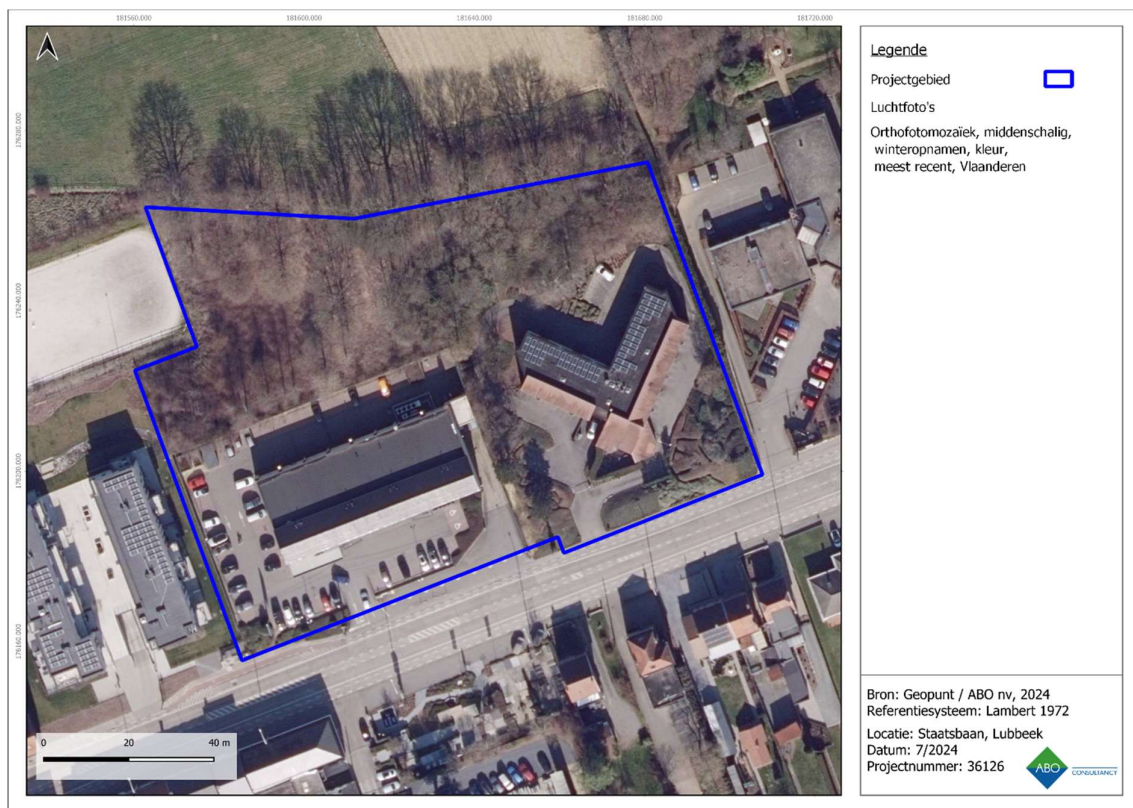 181560.000
181600.000
181640.000
181680.000
181720.000
176280.000
176240.000
176200.000
176160.000
0 20 40 m
Legende
Projectgebied
Luchtfoto's
Orthofotomozaïek, middenschalig,
winteropnamen, kleur,
meest recent, Vlaanderen
Bron: Geopunt / ABO nv, 2024
Referentiesysteem: Lambert 1972
Locatie: Staatsbaan, Lubbeek
Datum: 7/2024
Projectnummer: 36126
ABO CONSULTANCY